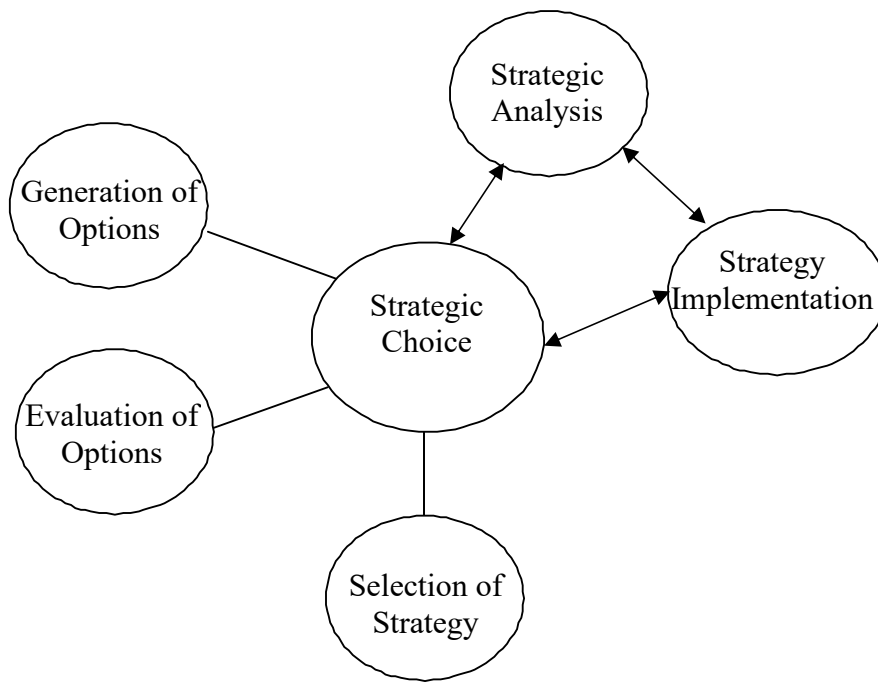 Strategic
Analysis
Generation of
Options
Strategy
Implementation
Strategic
Choice
Evaluation of
Options
Selection of
Strategy